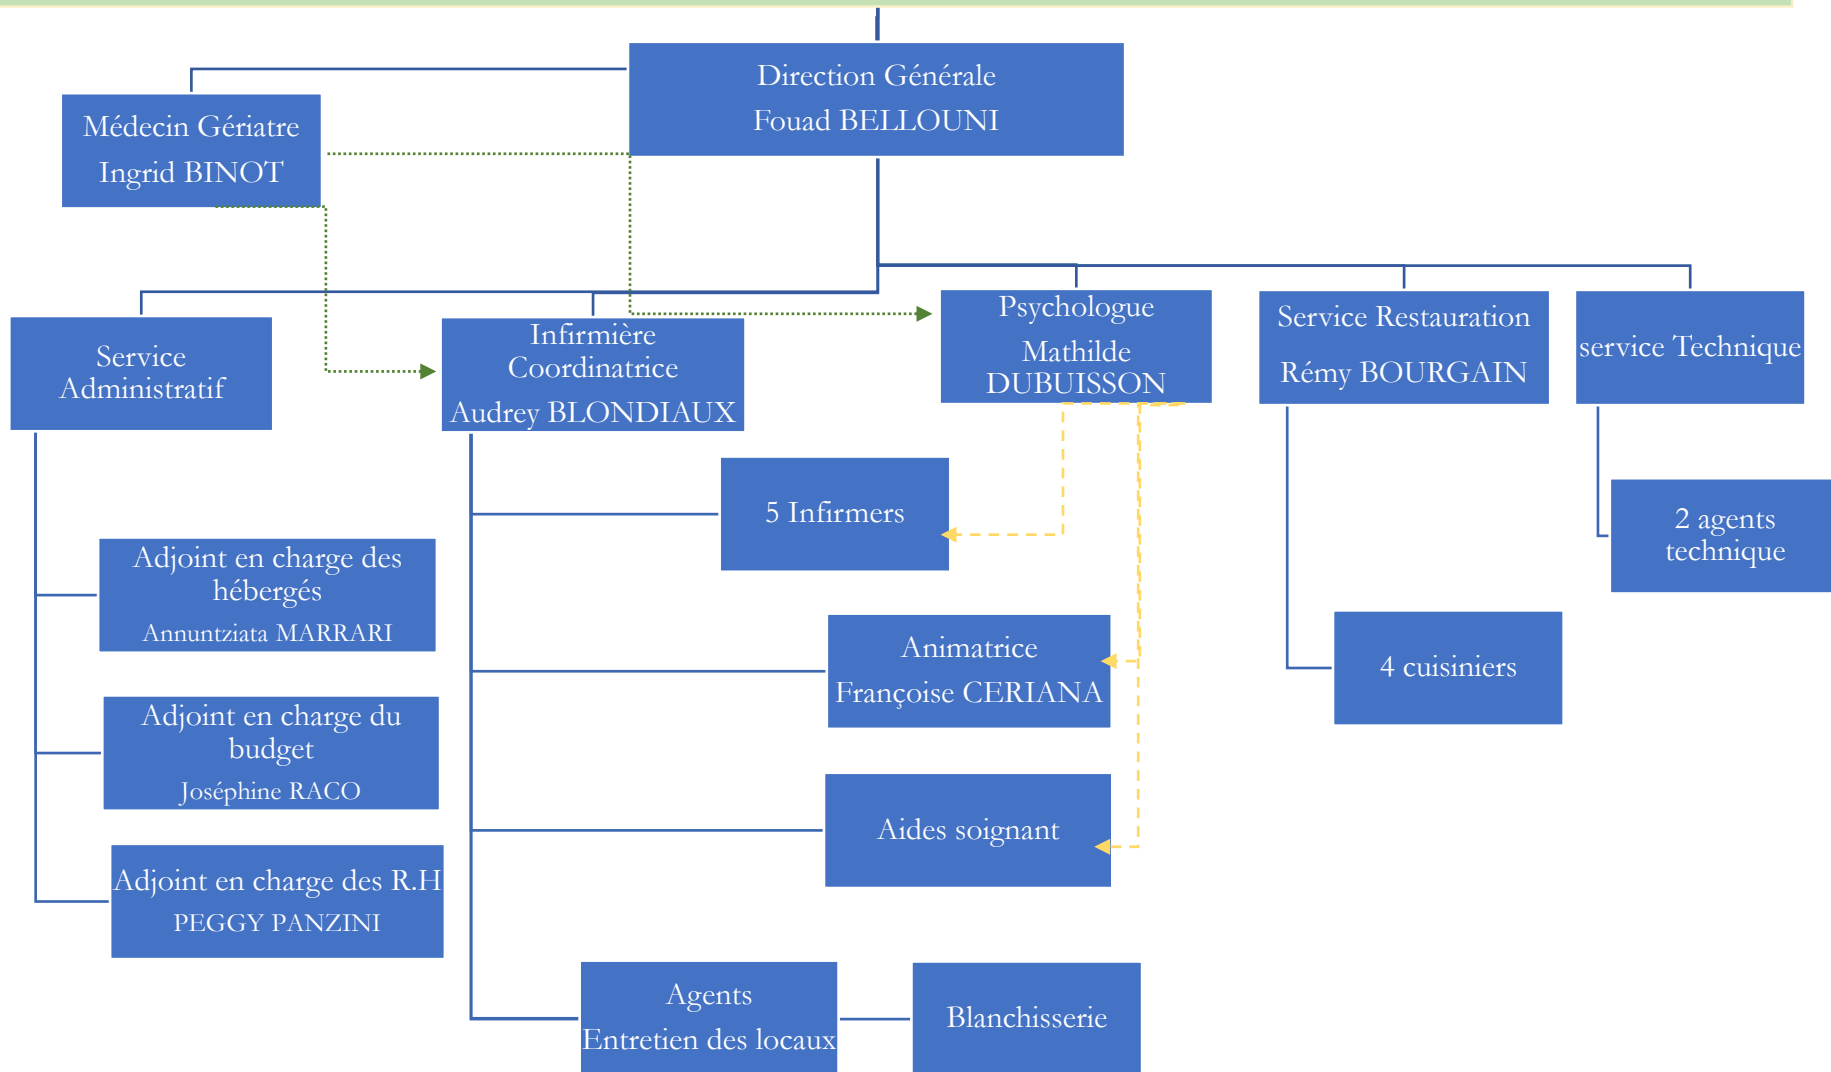 Direction Générale
Fouad BELLOUNI
Médecin Gériatre
Ingrid BINOT
Service
Administratif
Infirmière
Coordinatrice
Audrey BLONDIAUX
Psychologue
Mathilde
DUBUISSON
Service Restauration
Rémy BOURGAIN
service Technique
5 Infirmers
2 agents
technique
Adjoint en charge des
hébergés
Annuntziata MARRARI
Animatrice
Françoise CERIANA
4 cuisiniers
Adjoint en charge du
budget
Joséphine RACO
Aides soignant
Adjoint en charge des R.H
PEGGY PANZINI
Agents
Entretien des locaux
Blanchisserie